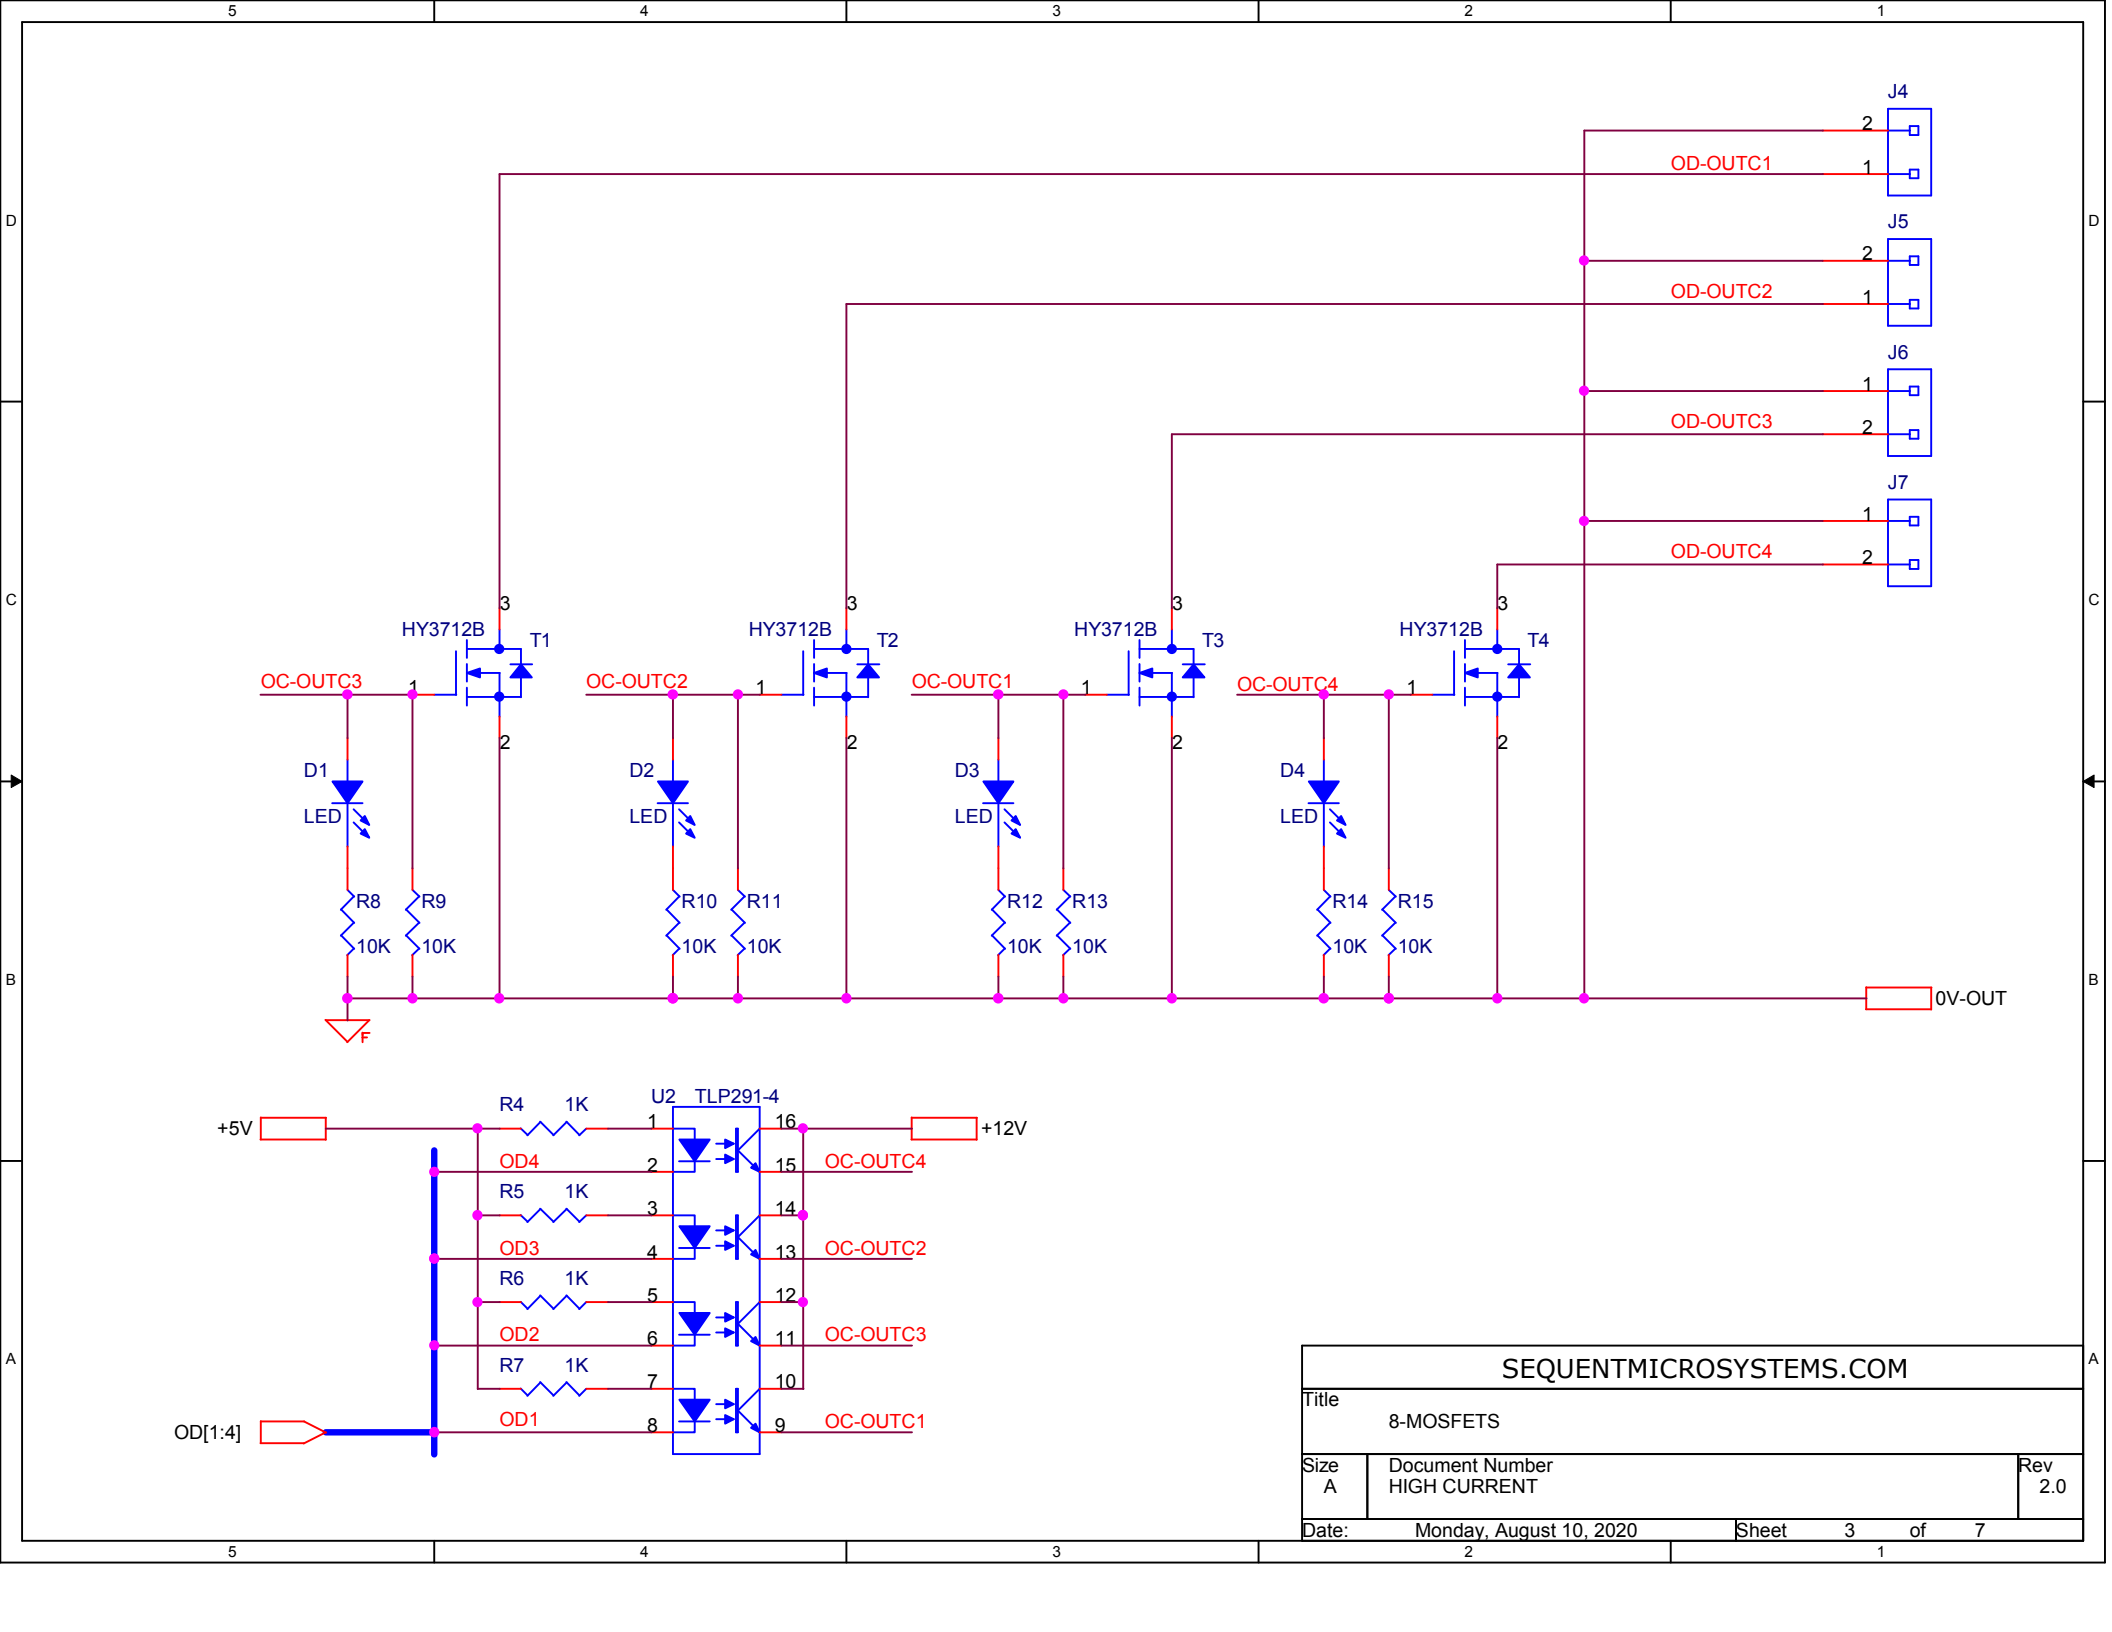 5 4 3 2 1
J4
2
OD-OUTC1 1
D D
J5
2
OD-OUTC2 1
J6
1
OD-OUTC3 2
J7
1
OD-OUTC4 2
C C
3 3 3 3
HY3712B T1 HY3712B T2 HY3712B T3 HY3712B T4
OC-OUTC3 1 OC-OUTC2 1 OC-OUTC1 1 OC-OUTC4 1
2 2 2 2
D1 D2 D3 D4
LED LED LED LED
R8 R9 R10 R11 R12 R13 R14 R15
10K 10K 10K 10K 10K 10K 10K 10K
B B
0V-OUT
F
U2 TLP291-4
R4 1K
+5V 1 16 +12V
OD4 2 15 OC-OUTC4
R5 1K 3 14
OD3 4 13 OC-OUTC2
R6 1K 5 12
OD2 6 11 OC-OUTC3
A A
R7 1K 7 10
OD1 8 9 OC-OUTC1
OD[1:4]
SEQUENTMICROSYSTEMS.COM
Title
8-MOSFETS
Size Document Number Rev
A HIGH CURRENT 2.0
Date: Monday, August 10, 2020 Sheet 3 of 7
5 4 3 2 1